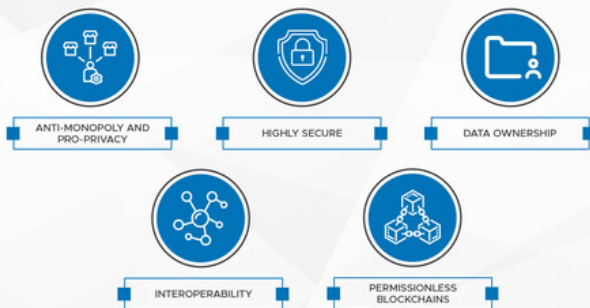 ANTI-MONOPOLY AND
PRO-PRIVACY
HIGHLY SECURE
DATA OWNERSHIP
INTEROPERABILITY
PERMISSIONLESS
BLOCKCHAINS